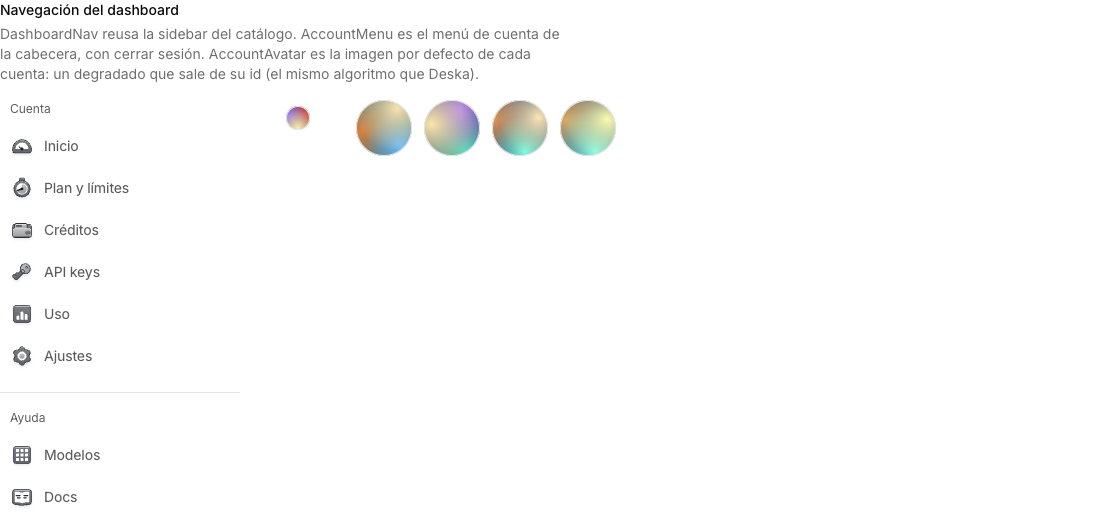 Navegación del dashboard
DashboardNav reusa la sidebar del catálogo. AccountMenu es el menú de cuenta de
la cabecera, con cerrar sesión. AccountAvatar es la imagen por defecto de cada
cuenta: un degradado que sale de su id (el mismo algoritmo que Deska).
Cuenta
Inicio
Plan y límites
Créditos
API keys
Uso
Ajustes
Ayuda
Modelos
Docs